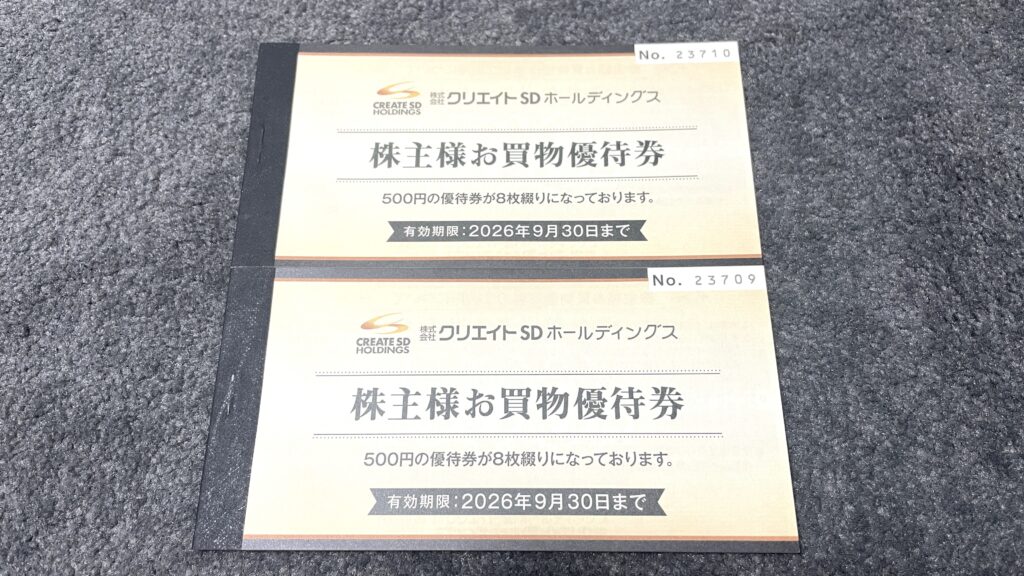 No. 23710
CREATE SD
HOLDINGS
株式会社クリエイトSDホールディングス
株主様お買物優待券
500円の優待券が8枚綴りになっております。
有効期限：2026年9月30日まで
No. 23709
CREATE SD
HOLDINGS
株式会社クリエイトSDホールディングス
株主様お買物優待券
500円の優待券が8枚綴りになっております。
有効期限：2026年9月30日まで